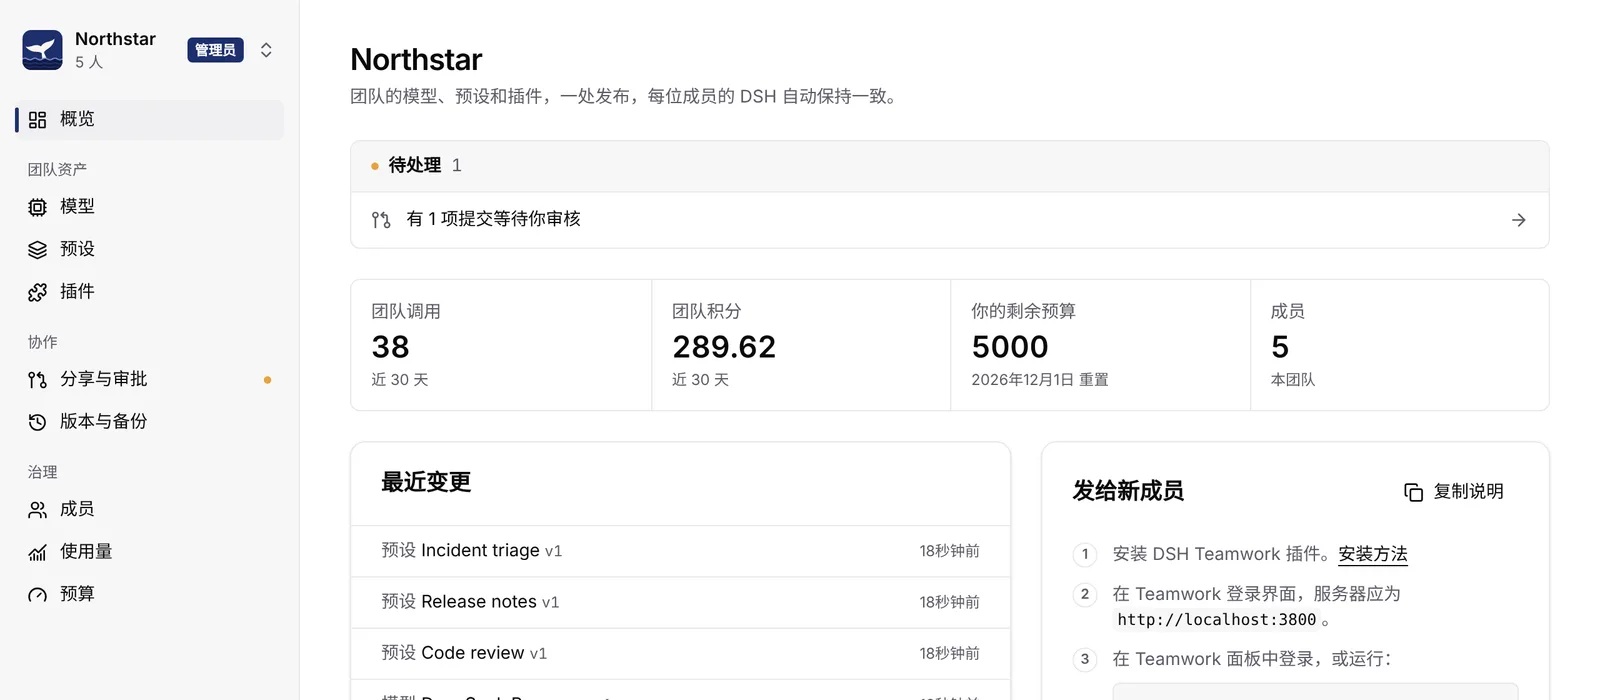 Northstar
5 人
管理员
概览
团队资产
模型
预设
插件
协作
分享与审批
版本与备份
治理
成员
使用量
预算
Northstar
团队的模型、预设和插件，一处发布，每位成员的 DSH 自动保持一致。
待处理 1
有 1 项提交等待你审核
团队调用
38
近 30 天
团队积分
289.62
近 30 天
你的剩余预算
5000
2026年12月1日 重置
成员
5
本团队
最近变更
预设 Incident triage v1 18秒钟前
预设 Release notes v1 18秒钟前
预设 Code review v1 18秒钟前
发给新成员
复制说明
1 安装 DSH Teamwork 插件。安装方法
2 在 Teamwork 登录界面，服务器应为
http://localhost:3800 。
3 在 Teamwork 面板中登录，或运行：